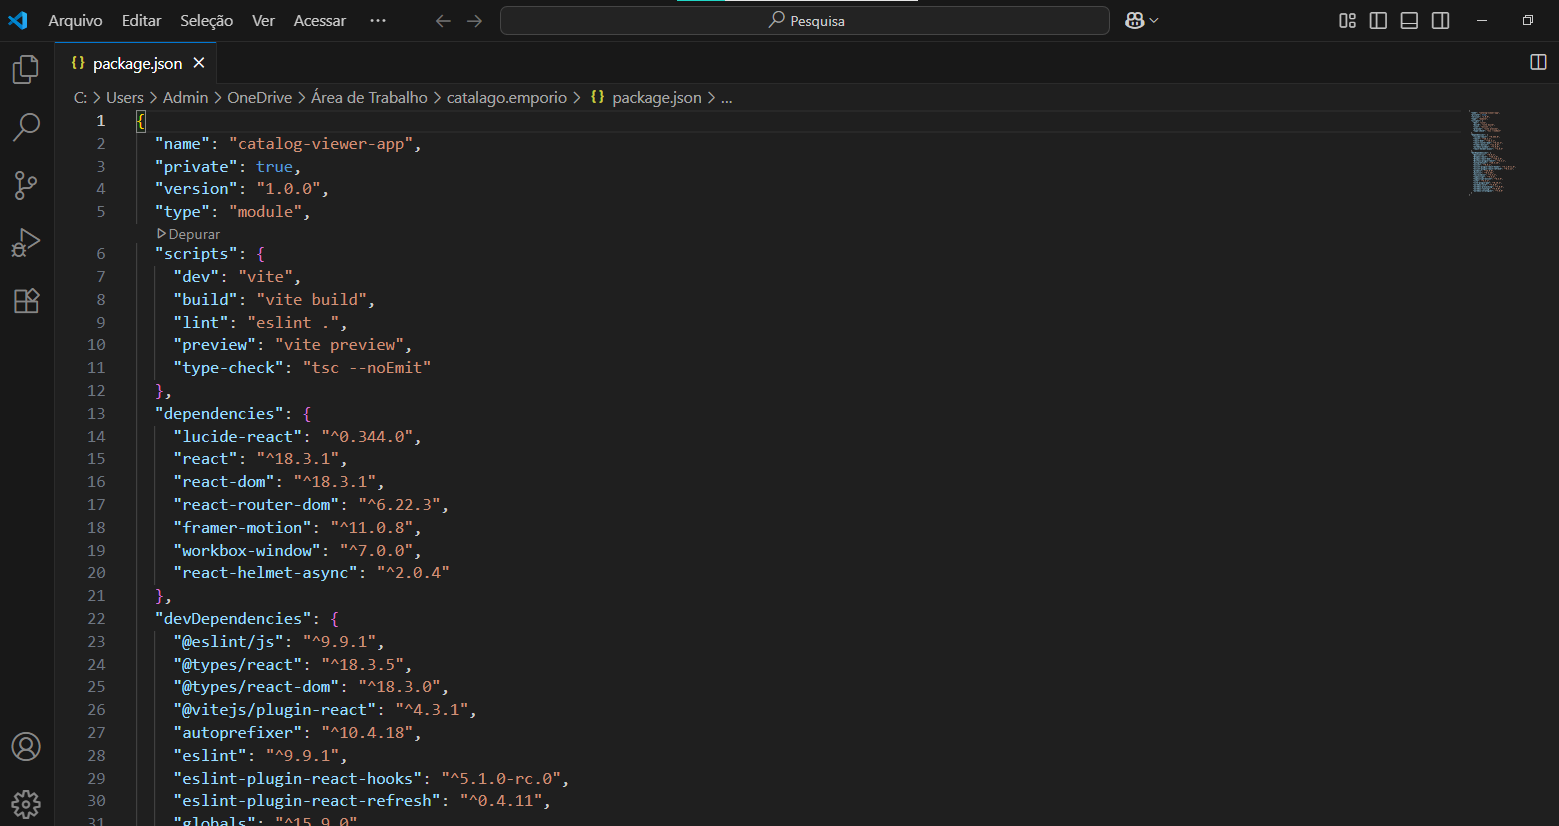 Arquivo Editar Seleção Ver Acessar ··· Pesquisa
{} package.json ×
C: > Users > Admin > OneDrive > Área de Trabalho > catalago.emporio > {} package.json > ...
1 {
2 "name": "catalog-viewer-app",
3 "private": true,
4 "version": "1.0.0",
5 "type": "module",
Depurar
6 "scripts": {
7 "dev": "vite",
8 "build": "vite build",
9 "lint": "eslint .",
10 "preview": "vite preview",
11 "type-check": "tsc --noEmit"
12 },
13 "dependencies": {
14 "lucide-react": "^0.344.0",
15 "react": "^18.3.1",
16 "react-dom": "^18.3.1",
17 "react-router-dom": "^6.22.3",
18 "framer-motion": "^11.0.8",
19 "workbox-window": "^7.0.0",
20 "react-helmet-async": "^2.0.4"
21 },
22 "devDependencies": {
23 "@eslint/js": "^9.9.1",
24 "@types/react": "^18.3.5",
25 "@types/react-dom": "^18.3.0",
26 "@vitejs/plugin-react": "^4.3.1",
27 "autoprefixer": "^10.4.18",
28 "eslint": "^9.9.1",
29 "eslint-plugin-react-hooks": "^5.1.0-rc.0",
30 "eslint-plugin-react-refresh": "^0.4.11",
31 "globals": "^15.9.0"